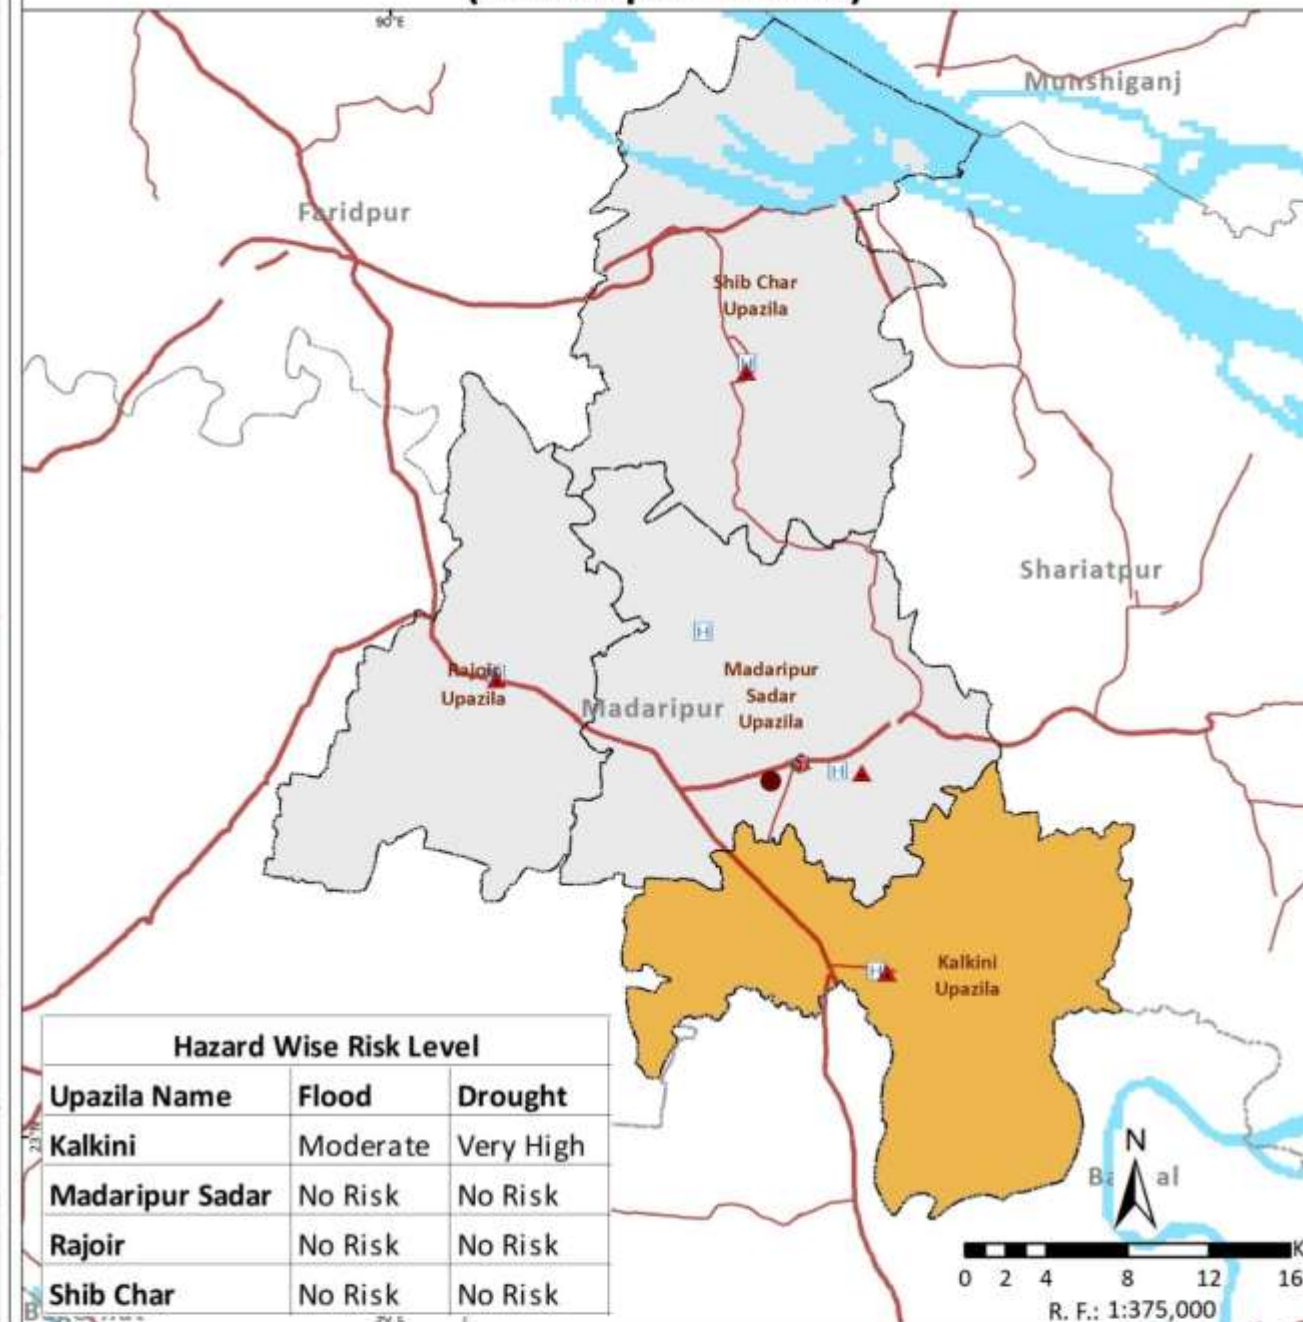 90°E
Munshiganj
Faridpur
Shib Char
Upazila
H
Shariatpur
H
Rajoir
Upazila
Madaripur
Sadar
Upazila
Madaripur
H
H
Kalkini
Upazila
Hazard Wise Risk Level
Upazila Name Flood Drought
Kalkini Moderate Very High
Madaripur Sadar No Risk No Risk
Rajoir No Risk No Risk
Shib Char No Risk No Risk
N
0 2 4 8 12 16
R. F.: 1:375,000